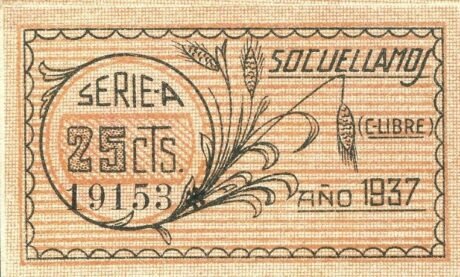 SOCUELLAMOS
SERIE-A
(C-LIBRE)
25 CTS.
19153
AÑO 1937